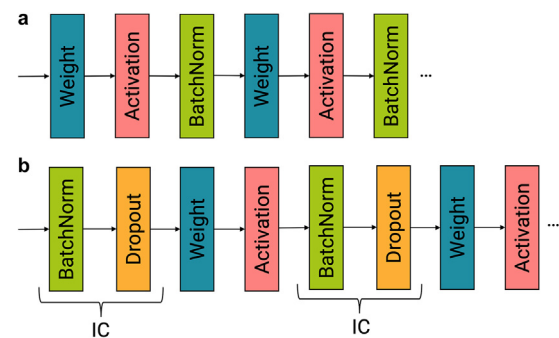 a
Weight
Activation
BatchNorm
Weight
Activation
BatchNorm
...
b
BatchNorm
Dropout
Weight
Activation
BatchNorm
Dropout
Weight
Activation
...
IC
IC